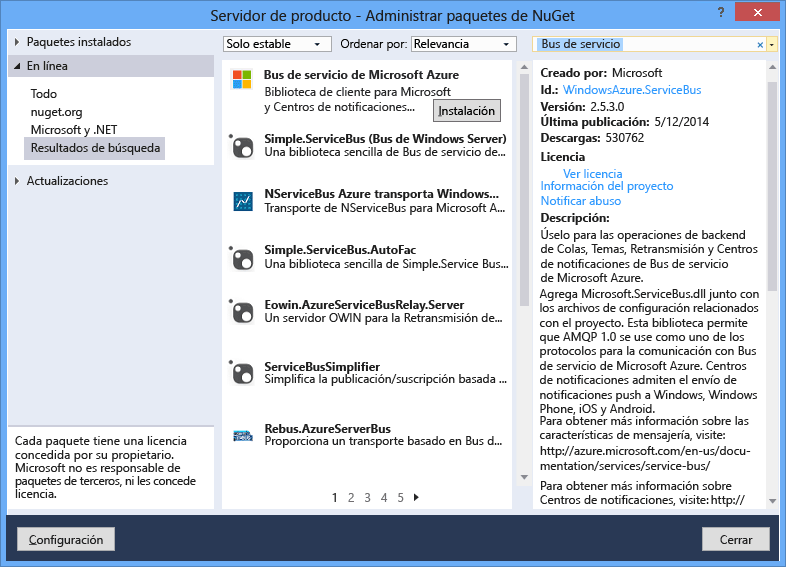 Servidor de producto - Administrar paquetes de NuGet
Paquetes instalados
En línea
Todo
nuget.org
Microsoft y .NET
Resultados de búsqueda
Actualizaciones
Cada paquete tiene una licencia
concedida por su propietario.
Microsoft no es responsable de
paquetes de terceros, ni les concede
licencia.
Solo estable
Ordenar por: Relevancia
Bus de servicio de Microsoft Azure
Biblioteca de cliente para Microsoft
y Centros de notificaciones...
Instalación
Simple.ServiceBus (Bus de Windows Server)
Una biblioteca sencilla de Bus de servicio de...
NServiceBus Azure transporta Windows...
Transporte de NServiceBus para Microsoft A...
Simple.ServiceBus.AutoFac
Una biblioteca sencilla de Simple.Service Bus...
Eowin.AzureServiceBusRelay.Server
Un servidor OWIN para la Retransmisión de...
ServiceBusSimplifier
Simplifica la publicación/suscripción basada ...
Rebus.AzureServerBus
Proporciona un transporte basado en Bus d...
1 2 3 4 5
Bus de servicio
Creado por: Microsoft
Id.: WindowsAzure.ServiceBus
Versión: 2.5.3.0
Última publicación: 5/12/2014
Descargas: 530762
Licencia
Ver licencia
Información del proyecto
Notificar abuso
Descripción:
Úselo para las operaciones de backend
de Colas, Temas, Retransmisión y Centros
de notificaciones de Bus de servicio
de Microsoft Azure.
Agrega Microsoft.ServiceBus.dll junto con
los archivos de configuración relacionados
con el proyecto. Esta biblioteca permite
que AMQP 1.0 se use como uno de los
protocolos para la comunicación con Bus
de servicio de Microsoft Azure. Centros
de notificaciones admiten el envío de
notificaciones push a Windows, Windows
Phone, iOS y Android.
Para obtener más información sobre las
características de mensajería, visite:
http://azure.microsoft.com/en-us/docu-
mentation/services/service-bus/
Para obtener más información sobre
Centros de notificaciones, visite: http://
Configuración
Cerrar